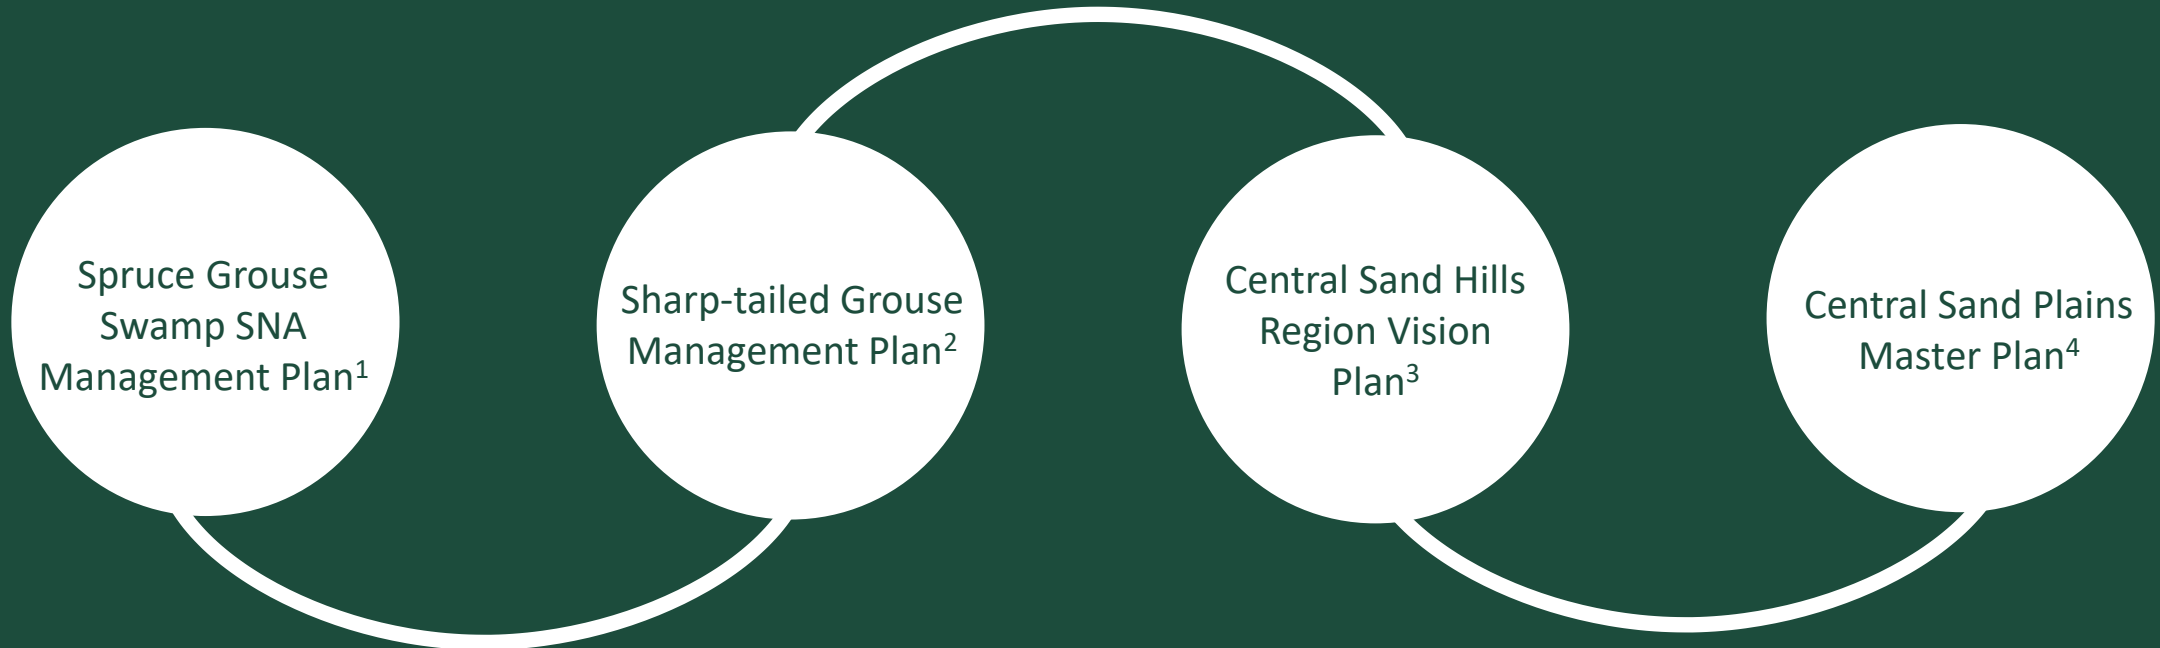 Spruce Grouse
Swamp SNA
Management Plan¹
Sharp-tailed Grouse
Management Plan²
Central Sand Hills
Region Vision
Plan³
Central Sand Plains
Master Plan⁴